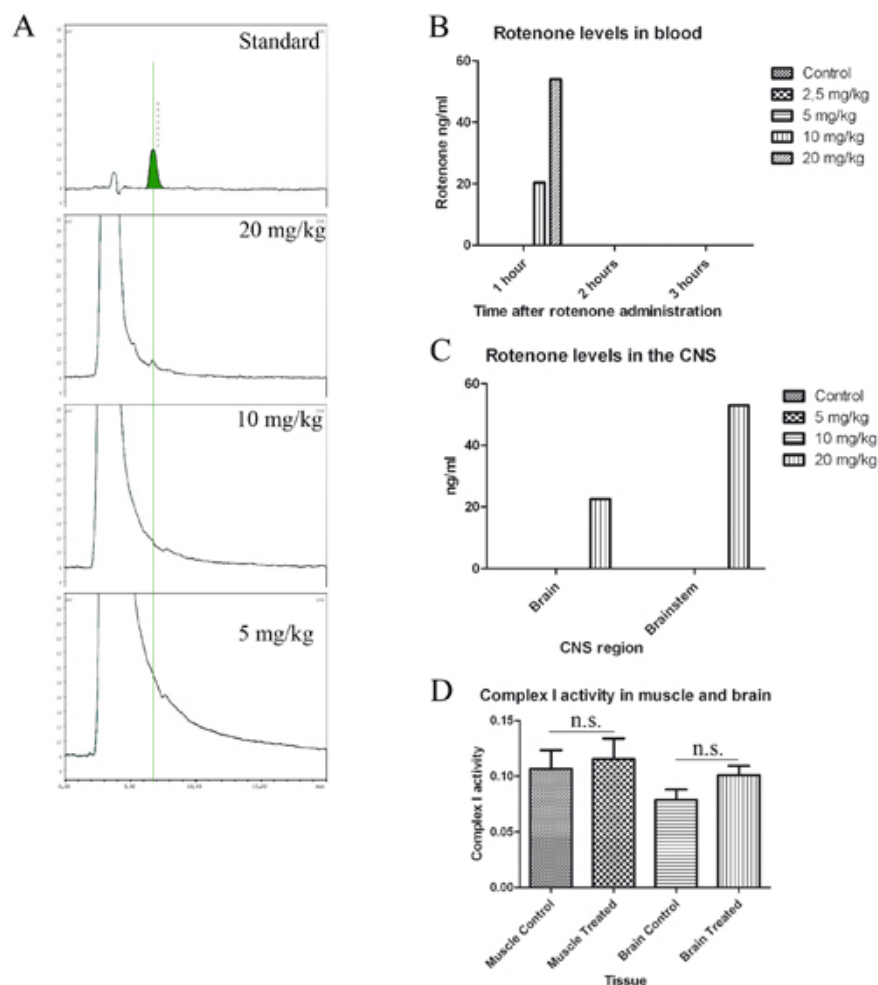 A
Standard
20 mg/kg
10 mg/kg
5 mg/kg
B
Rotenone levels in blood
Rotenone ng/ml
60
40
20
0
1 hour
2 hours
3 hours
Time after rotenone administration
Control
2,5 mg/kg
5 mg/kg
10 mg/kg
20 mg/kg
C
Rotenone levels in the CNS
ng/ml
60
40
20
0
Brain
Brainstem
CNS region
Control
5 mg/kg
10 mg/kg
20 mg/kg
D
Complex I activity in muscle and brain
Complex I activity
0.15
0.10
0.05
0.00
n.s.
n.s.
Muscle Control
Muscle Treated
Brain Control
Brain Treated
Tissue